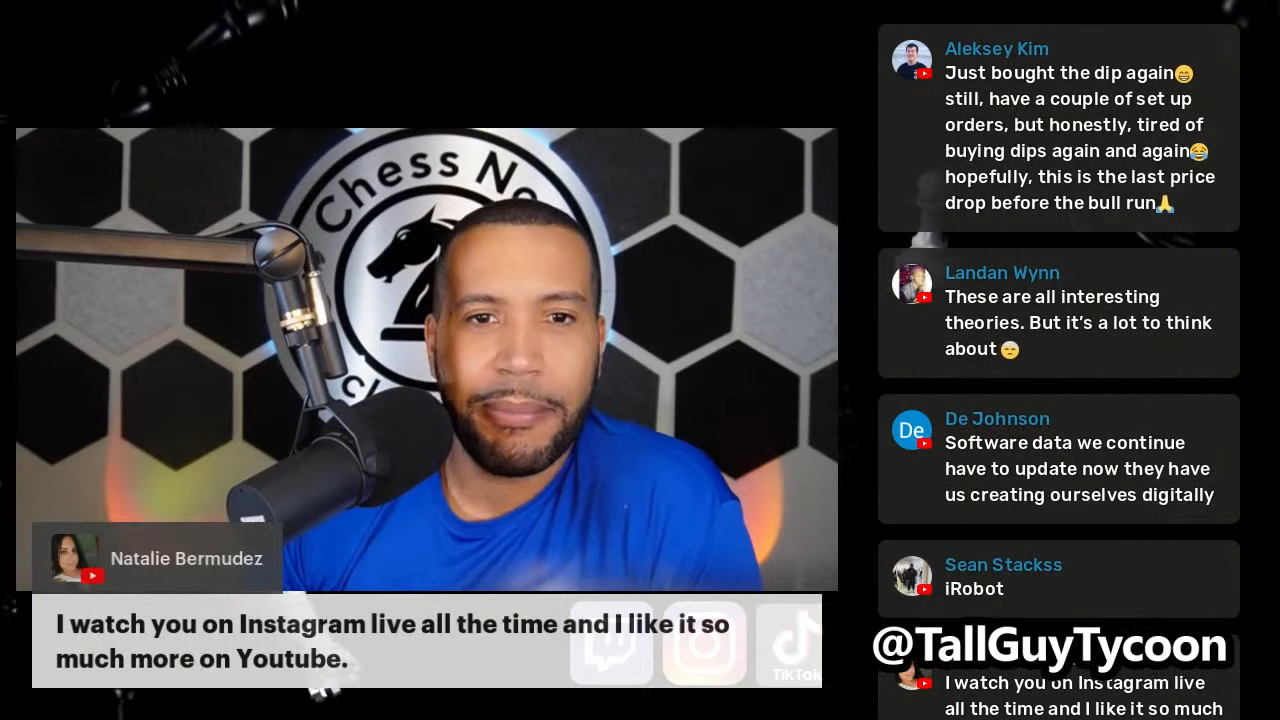 Chess No
cl
Natalie Bermudez
I watch you on Instagram live all the time and I like it so
much more on Youtube.
TikTok
Aleksey Kim
Just bought the dip again😁
still, have a couple of set up
orders, but honestly, tired of
buying dips again and again😂
hopefully, this is the last price
drop before the bull run🙏
Landan Wynn
These are all interesting
theories. But it’s a lot to think
about 😇
De
De Johnson
Software data we continue
have to update now they have
us creating ourselves digitally
Sean Stackss
iRobot
@TallGuyTycoon
I watch you on Instagram live
all the time and I like it so much